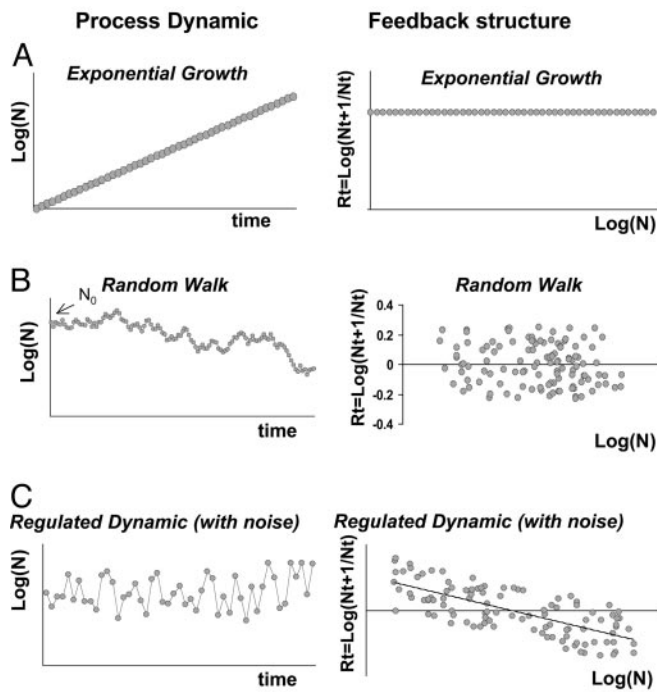 Process Dynamic
Feedback structure
A
Exponential Growth
Log(N)
time
Exponential Growth
Rt=Log(Nt+1/Nt)
Log(N)
B
Random Walk
N0
Log(N)
time
Random Walk
Rt=Log(Nt+1/Nt)
0.4
0.2
0
-0.2
-0.4
Log(N)
C
Regulated Dynamic (with noise)
Log(N)
time
Regulated Dynamic (with noise)
Rt=Log(Nt+1/Nt)
Log(N)